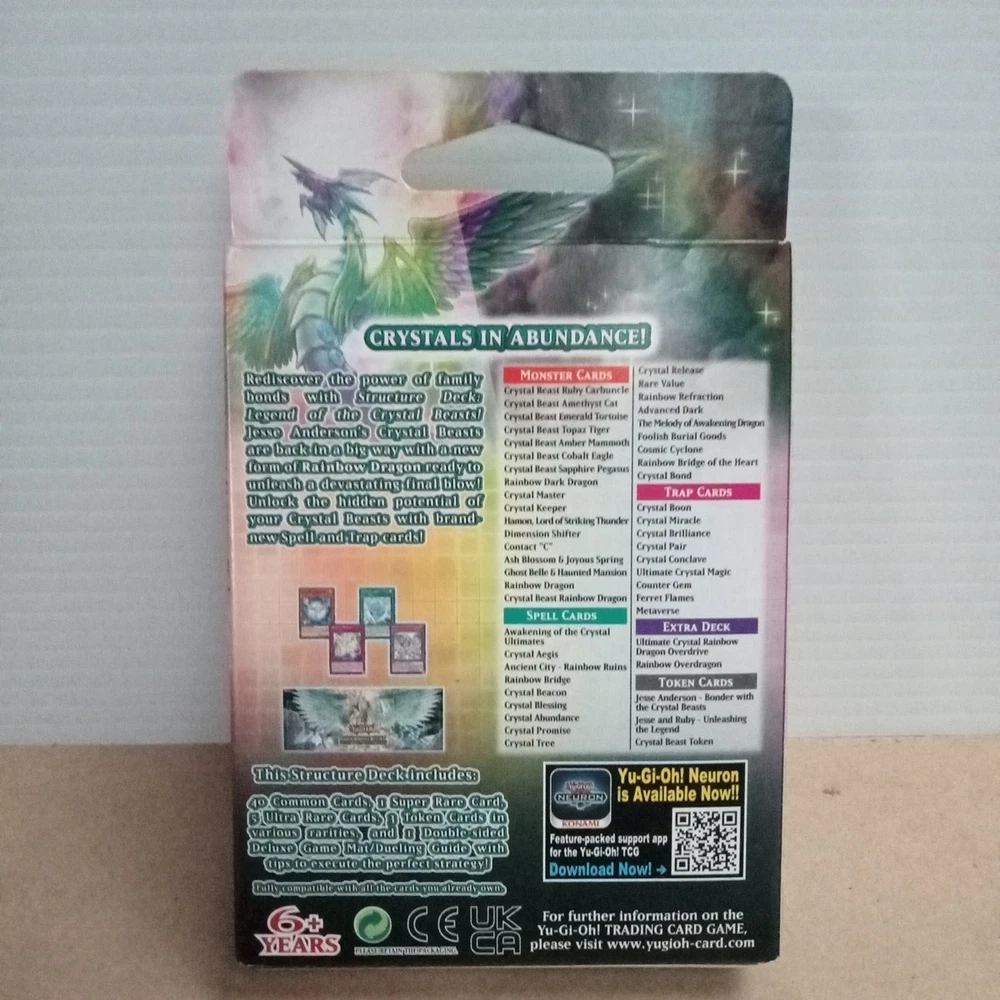 CRYSTALS IN ABUNDANCE!
Rediscover the power of family
bonds with Structure Deck:
Legend of the Crystal Beasts!
Jesse Anderson's Crystal Beasts
are back in a big way with a new
form of Rainbow Dragon ready to
unleash a devastating final blow!
Unlock the hidden potential of
your Crystal Beasts with brand-
new Spell and Trap cards!
MONSTER CARDS
Crystal Beast Ruby Carbuncle
Crystal Beast Amethyst Cat
Crystal Beast Emerald Tortoise
Crystal Beast Topaz Tiger
Crystal Beast Amber Mammoth
Crystal Beast Cobalt Eagle
Crystal Beast Sapphire Pegasus
Rainbow Dark Dragon
Crystal Master
Crystal Keeper
Hamon, Lord of Striking Thunder
Dimension Shifter
Contact "C"
Ash Blossom & Joyous Spring
Ghost Belle & Haunted Mansion
Rainbow Dragon
Crystal Beast Rainbow Dragon
SPELL CARDS
Awakening of the Crystal
Ultimates
Crystal Aegis
Ancient City - Rainbow Ruins
Rainbow Bridge
Crystal Beacon
Crystal Blessing
Crystal Abundance
Crystal Promise
Crystal Tree
Crystal Release
Rare Value
Rainbow Refraction
Advanced Dark
The Melody of Awakening Dragon
Foolish Burial Goods
Cosmic Cyclone
Rainbow Bridge of the Heart
Crystal Bond
TRAP CARDS
Crystal Boon
Crystal Miracle
Crystal Brilliance
Crystal Pair
Crystal Conclave
Ultimate Crystal Magic
Counter Gem
Ferret Flames
Metaverse
EXTRA DECK
Ultimate Crystal Rainbow
Dragon Overdrive
Rainbow Overdragon
TOKEN CARDS
Jesse Anderson - Bonder with
the Crystal Beasts
Jesse and Ruby - Unleashing
the Legend
Crystal Beast Token
This Structure Deck includes:
40 Common Cards, 1 Super Rare Card,
5 Ultra Rare Cards, 3 Token Cards in
various rarities, and 1 Double-sided
Deluxe Game Mat/Dueling Guide with
tips to execute the perfect strategy!
Fully compatible with all the cards you already own.
NEURON
KONAMI
Yu-Gi-Oh! Neuron
is Available Now!!
Feature-packed support app
for the Yu-Gi-Oh! TCG
Download Now! →
6+
YEARS
PLEASE RETAIN THE PACKAGING.
CE
UK
CA
For further information on the
Yu-Gi-Oh! TRADING CARD GAME,
please visit www.yugioh-card.com